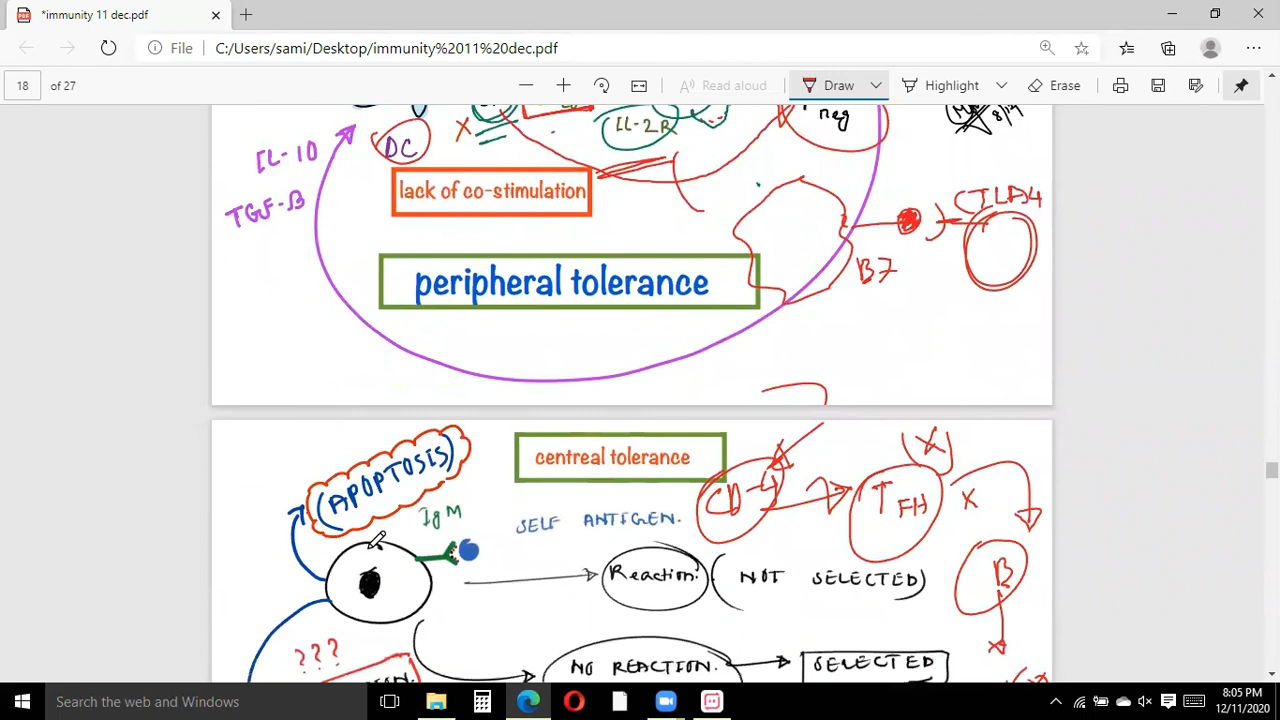 *immunity 11 dec.pdf
File
C:/Users/sami/Desktop/immunity%2011%20dec.pdf
18 of 27
Read aloud
Draw
Highlight
Erase
neg
IL-2R
DC
X
IL-10
TGF-B
lack of co-stimulation
CTLA4
B7
peripheral tolerance
centreal tolerance
(APOPTOSIS)
IgM
SELF ANTIGEN.
CD-4
TFH
(X)
X
B
Reaction. (NOT SELECTED)
???
NO REACTION.
SELECTED
Search the web and Windows
8:05 PM
12/11/2020